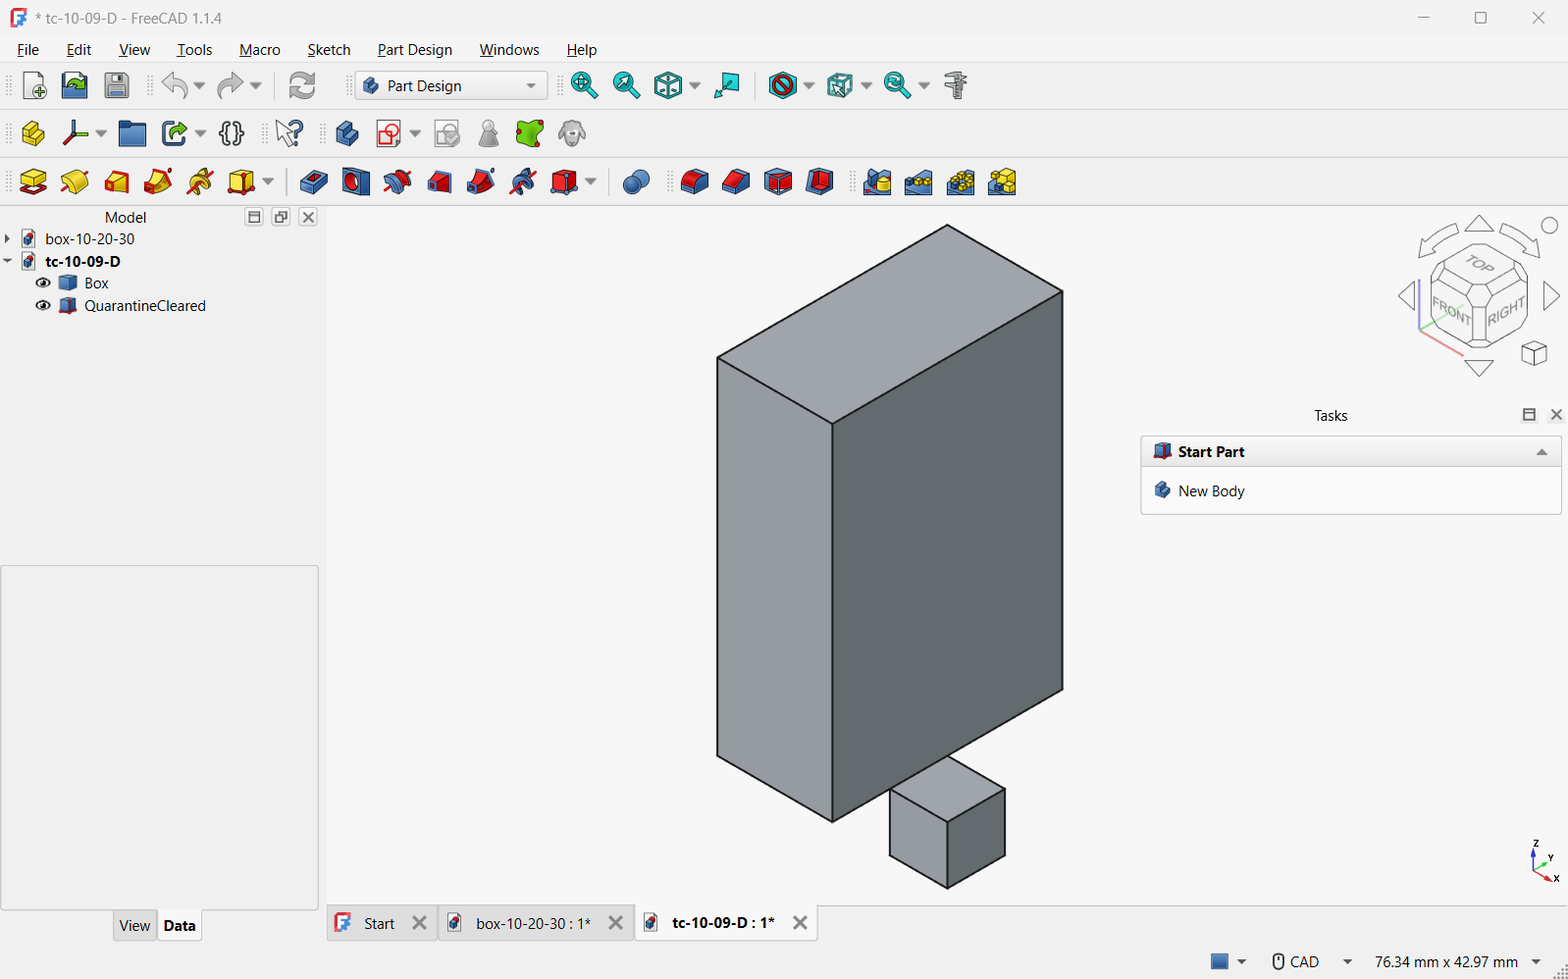 * tc-10-09-D - FreeCAD 1.1.4
File Edit View Tools Macro Sketch Part Design Windows Help
Part Design
Model
box-10-20-30
tc-10-09-D
Box
QuarantineCleared
TOP
FRONT
RIGHT
Tasks
Start Part
New Body
Z
Y
X
View Data
Start box-10-20-30 : 1* tc-10-09-D : 1*
CAD 76.34 mm x 42.97 mm